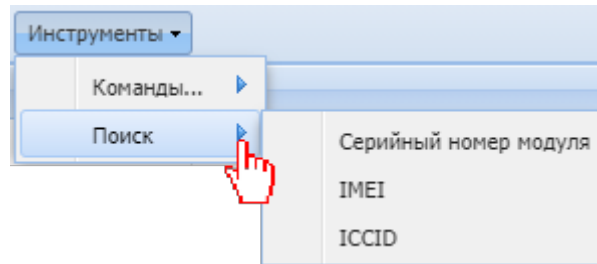 Инструменты
Команды...
Поиск
Серийный номер модуля
IMEI
ICCID